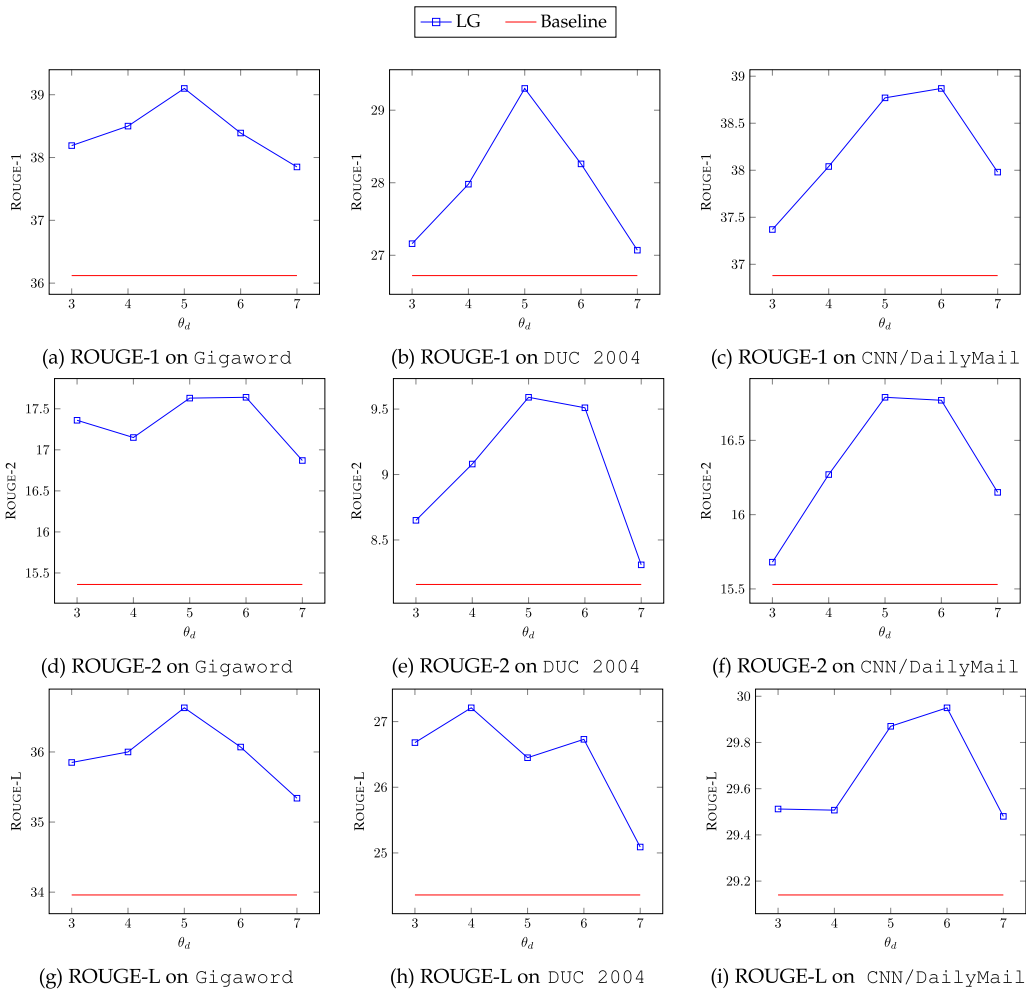 LG Baseline
39
38
37
36
ROUGE-1
3 4 5 6 7
θd
(a) ROUGE-1 on Gigaword
29
28
27
ROUGE-1
3 4 5 6 7
θd
(b) ROUGE-1 on DUC 2004
39
38.5
38
37.5
37
ROUGE-1
3 4 5 6 7
θd
(c) ROUGE-1 on CNN/DailyMail
17.5
17
16.5
16
15.5
ROUGE-2
3 4 5 6 7
θd
(d) ROUGE-2 on Gigaword
9.5
9
8.5
ROUGE-2
3 4 5 6 7
θd
(e) ROUGE-2 on DUC 2004
16.5
16
15.5
ROUGE-2
3 4 5 6 7
θd
(f) ROUGE-2 on CNN/DailyMail
36
35
34
ROUGE-L
3 4 5 6 7
θd
(g) ROUGE-L on Gigaword
27
26
25
ROUGE-L
3 4 5 6 7
θd
(h) ROUGE-L on DUC 2004
30
29.8
29.6
29.4
29.2
ROUGE-L
3 4 5 6 7
θd
(i) ROUGE-L on CNN/DailyMail